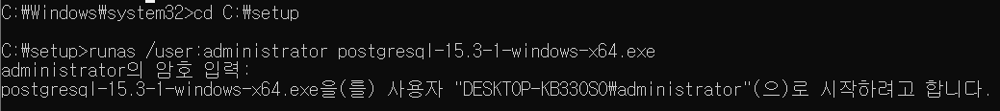 C:₩Windows₩system32>cd C:₩setup
C:₩setup>runas /user:administrator postgresql-15.3-1-windows-x64.exe
administrator의 암호 입력:
postgresql-15.3-1-windows-x64.exe을(를) 사용자 "DESKTOP-KB330S0₩administrator"(으)로 시작하려고 합니다.